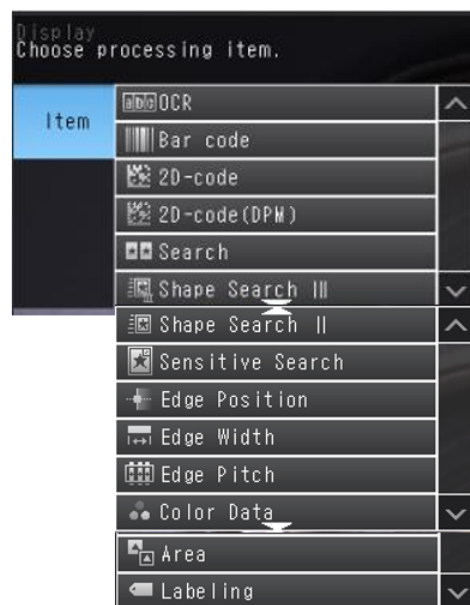 Display
Choose processing item.
Item
abc OCR
Bar code
2D-code
2D-code(DPM)
Search
Shape Search III
Shape Search II
Sensitive Search
Edge Position
Edge Width
Edge Pitch
Color Data
Area
Labeling